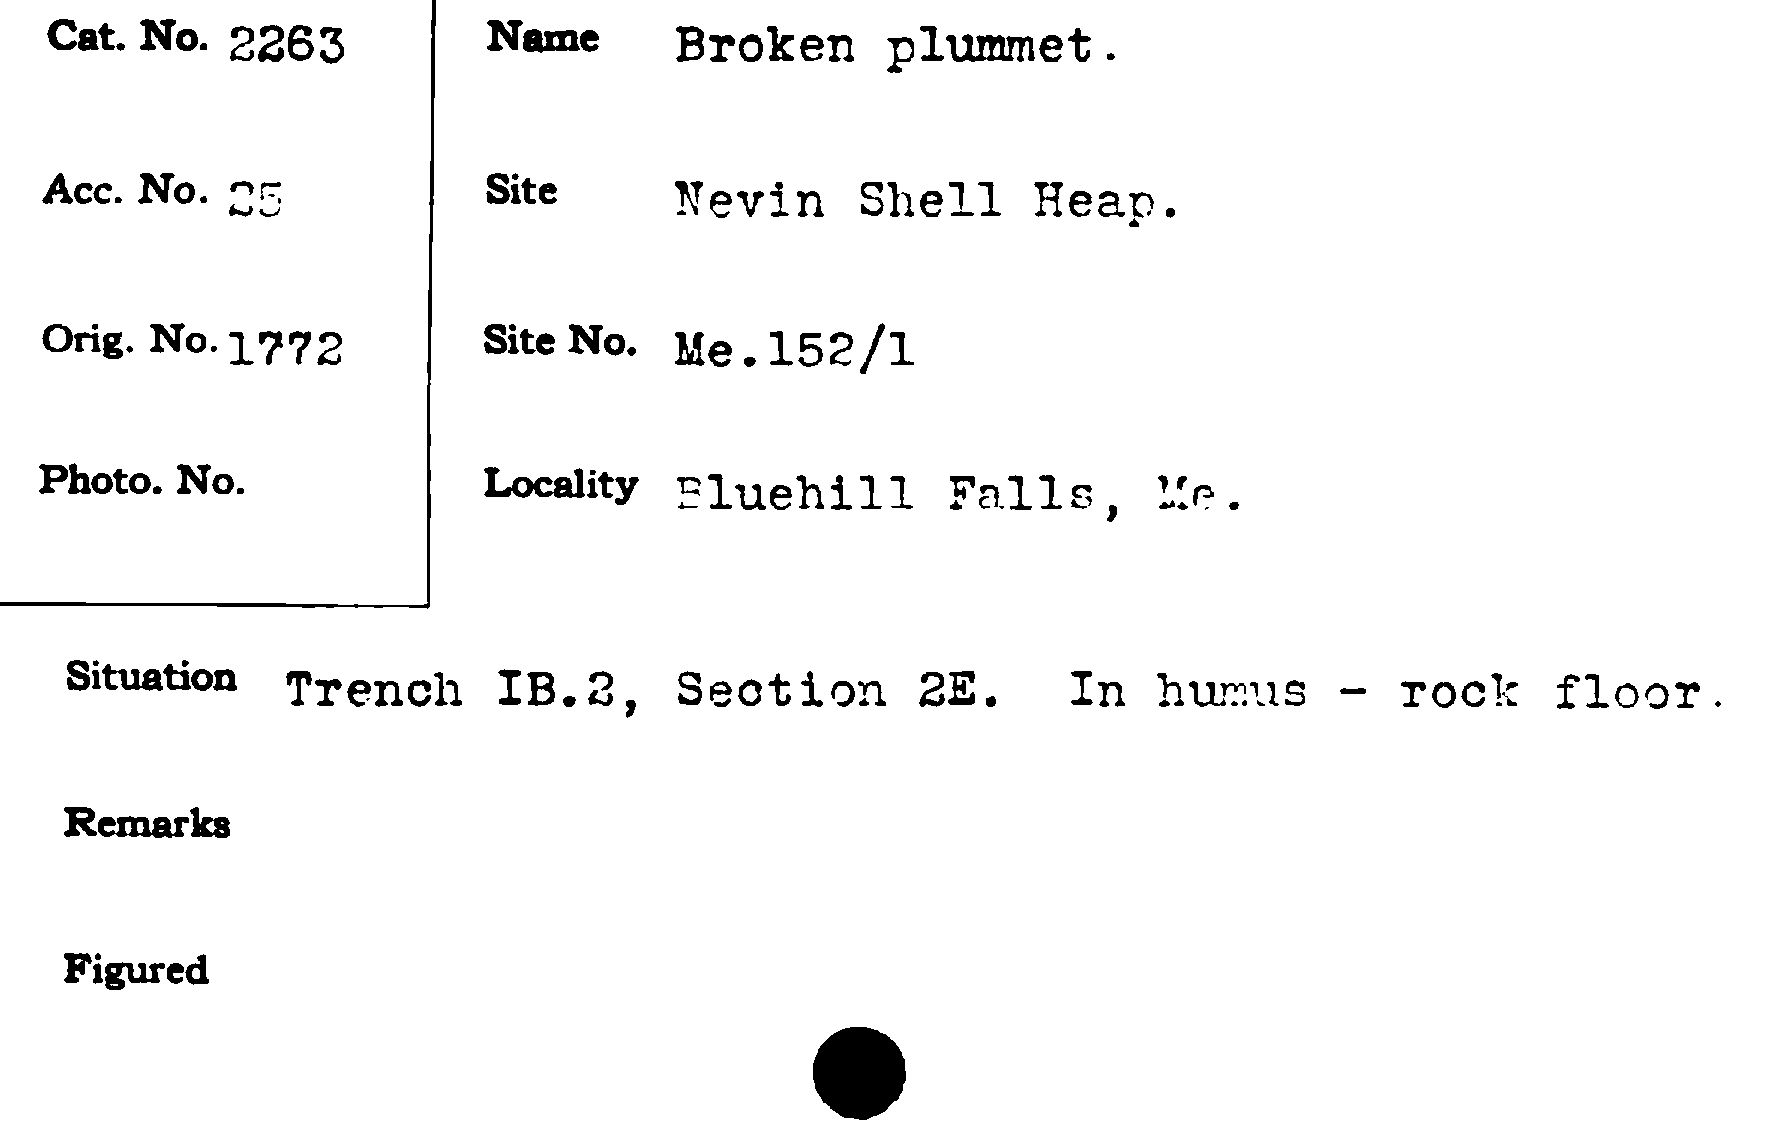 Cat. No. 2263
Name Broken plummet.
Acc. No. 25
Site Nevin Shell Heap.
Orig. No. 1772
Site No. Me.152/1
Photo. No.
Locality Bluehill Falls, Me.
Situation Trench IB.2, Section 2E. In humus - rock floor.
Remarks
Figured